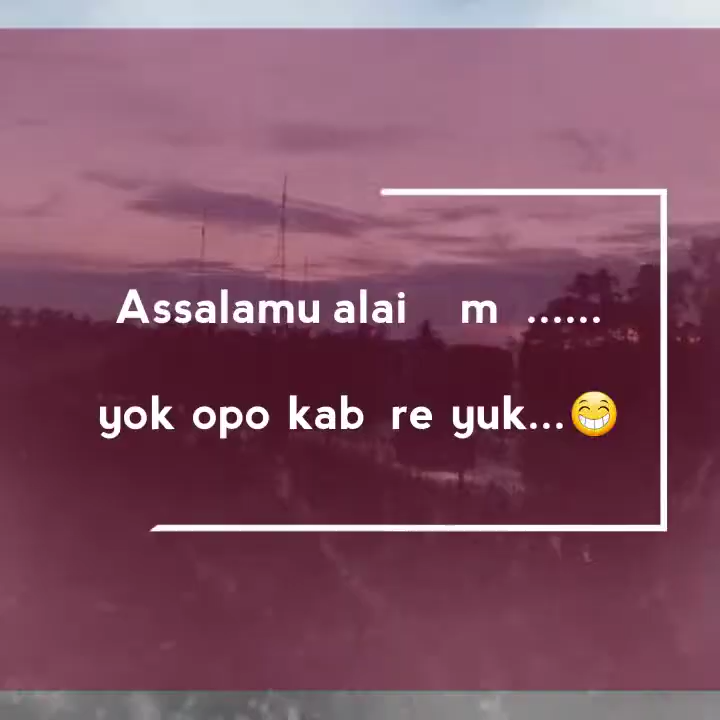 Assalamu alai m ......
yok opo kab re yuk...😁